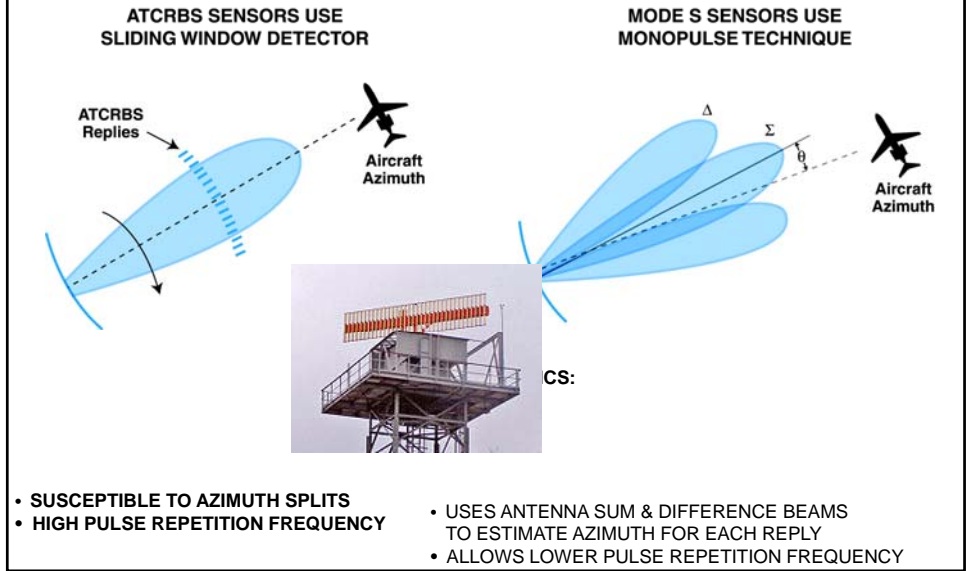 ATCRBS SENSORS USE
SLIDING WINDOW DETECTOR
ATCRBS
Replies
Aircraft
Azimuth
MODE S SENSORS USE
MONOPULSE TECHNIQUE
Δ
Σ
θ
Aircraft
Azimuth
ICS:
• SUSCEPTIBLE TO AZIMUTH SPLITS
• HIGH PULSE REPETITION FREQUENCY
• USES ANTENNA SUM & DIFFERENCE BEAMS
TO ESTIMATE AZIMUTH FOR EACH REPLY
• ALLOWS LOWER PULSE REPETITION FREQUENCY